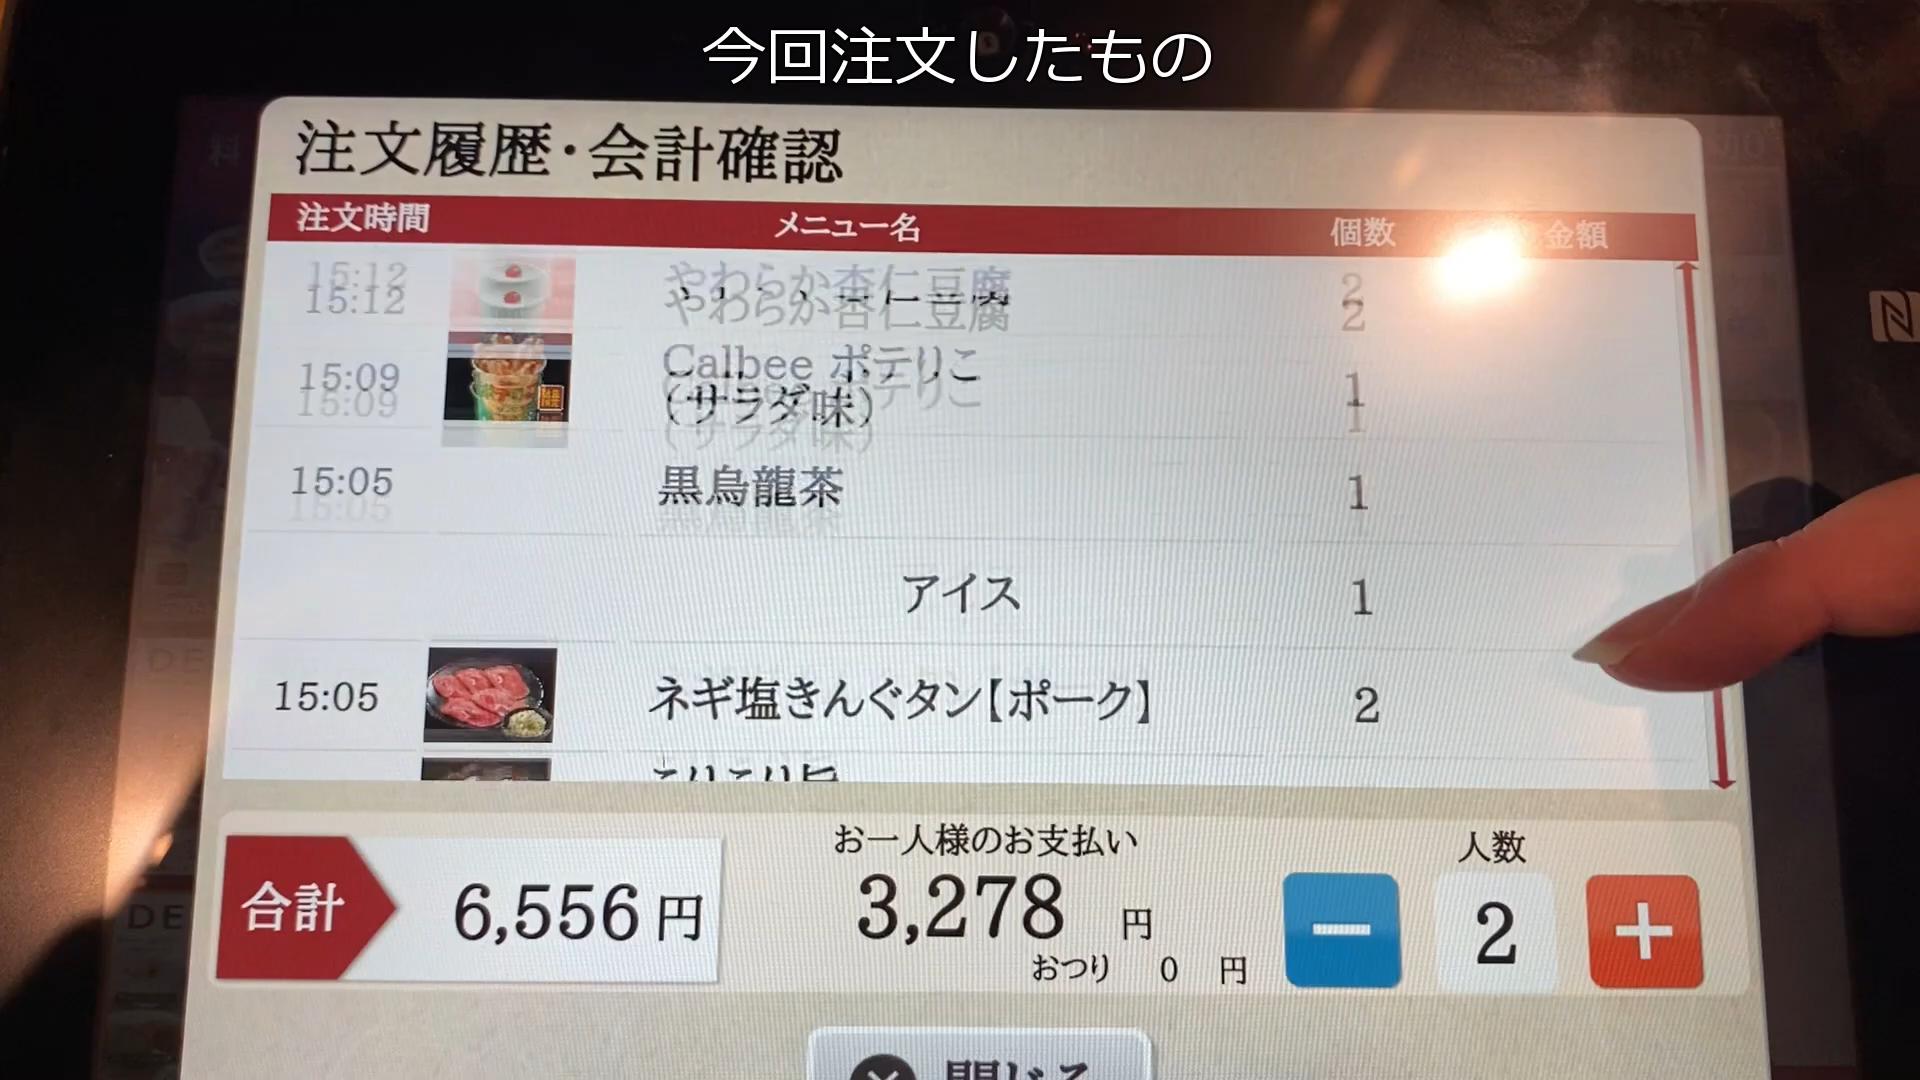 今回注文したもの
注文履歴・会計確認
注文時間 メニュー名 個数 金額
15:12 やわらか杏仁豆腐 2
15:09 Calbee ポテりこ
(サラダ味) 1
15:05 黒烏龍茶 1
アイス 1
15:05 ネギ塩きんぐタン【ポーク】 2
合計 6,556 円
お一人様のお支払い
3,278 円
おつり 0 円
人数
2
閉じる